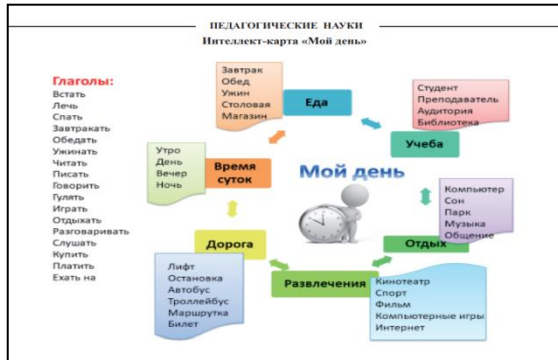 ПЕДАГОГИЧЕСКИЕ НАУКИ
Интеллект-карта «Мой день»
Глаголы:
Встать
Лечь
Спать
Завтракать
Обедать
Ужинать
Читать
Писать
Говорить
Гулять
Играть
Отдыхать
Разговаривать
Слушать
Купить
Платить
Ехать на
Завтрак
Обед
Ужин
Столовая
Магазин
Еда
Студент
Преподаватель
Аудитория
Библиотека
Учеба
Утро
День
Вечер
Ночь
Время
суток
Мой день
Компьютер
Сон
Парк
Музыка
Общение
Отдых
Дорога
Лифт
Остановка
Автобус
Троллейбус
Маршрутка
Билет
Развлечения
Кинотеатр
Спорт
Фильм
Компьютерные игры
Интернет